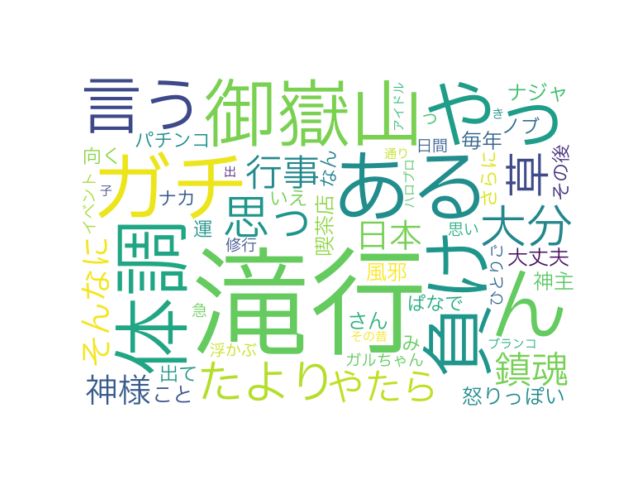 言う
御嶽山
やっ
アイドル
っ
き
ナジャ
パチンコ
ノブ
毎年
日間
向く
ガチ
行事
なん
ある
通り
草
その後
子
ナカ
出
いえ
ハロプロ
さらに
イベント
思っ
喫茶店
運
日本
思い
大分
そんなに
体調
修行
滝行
風邪
負け
ひとりご
大丈夫
ん
神主
急
浮かぶ
さん
その昔
ぱなで
み
ガルちゃん
ブランコ
鎮魂
神様
出て
こと
たより
やたら
怒りっぽい